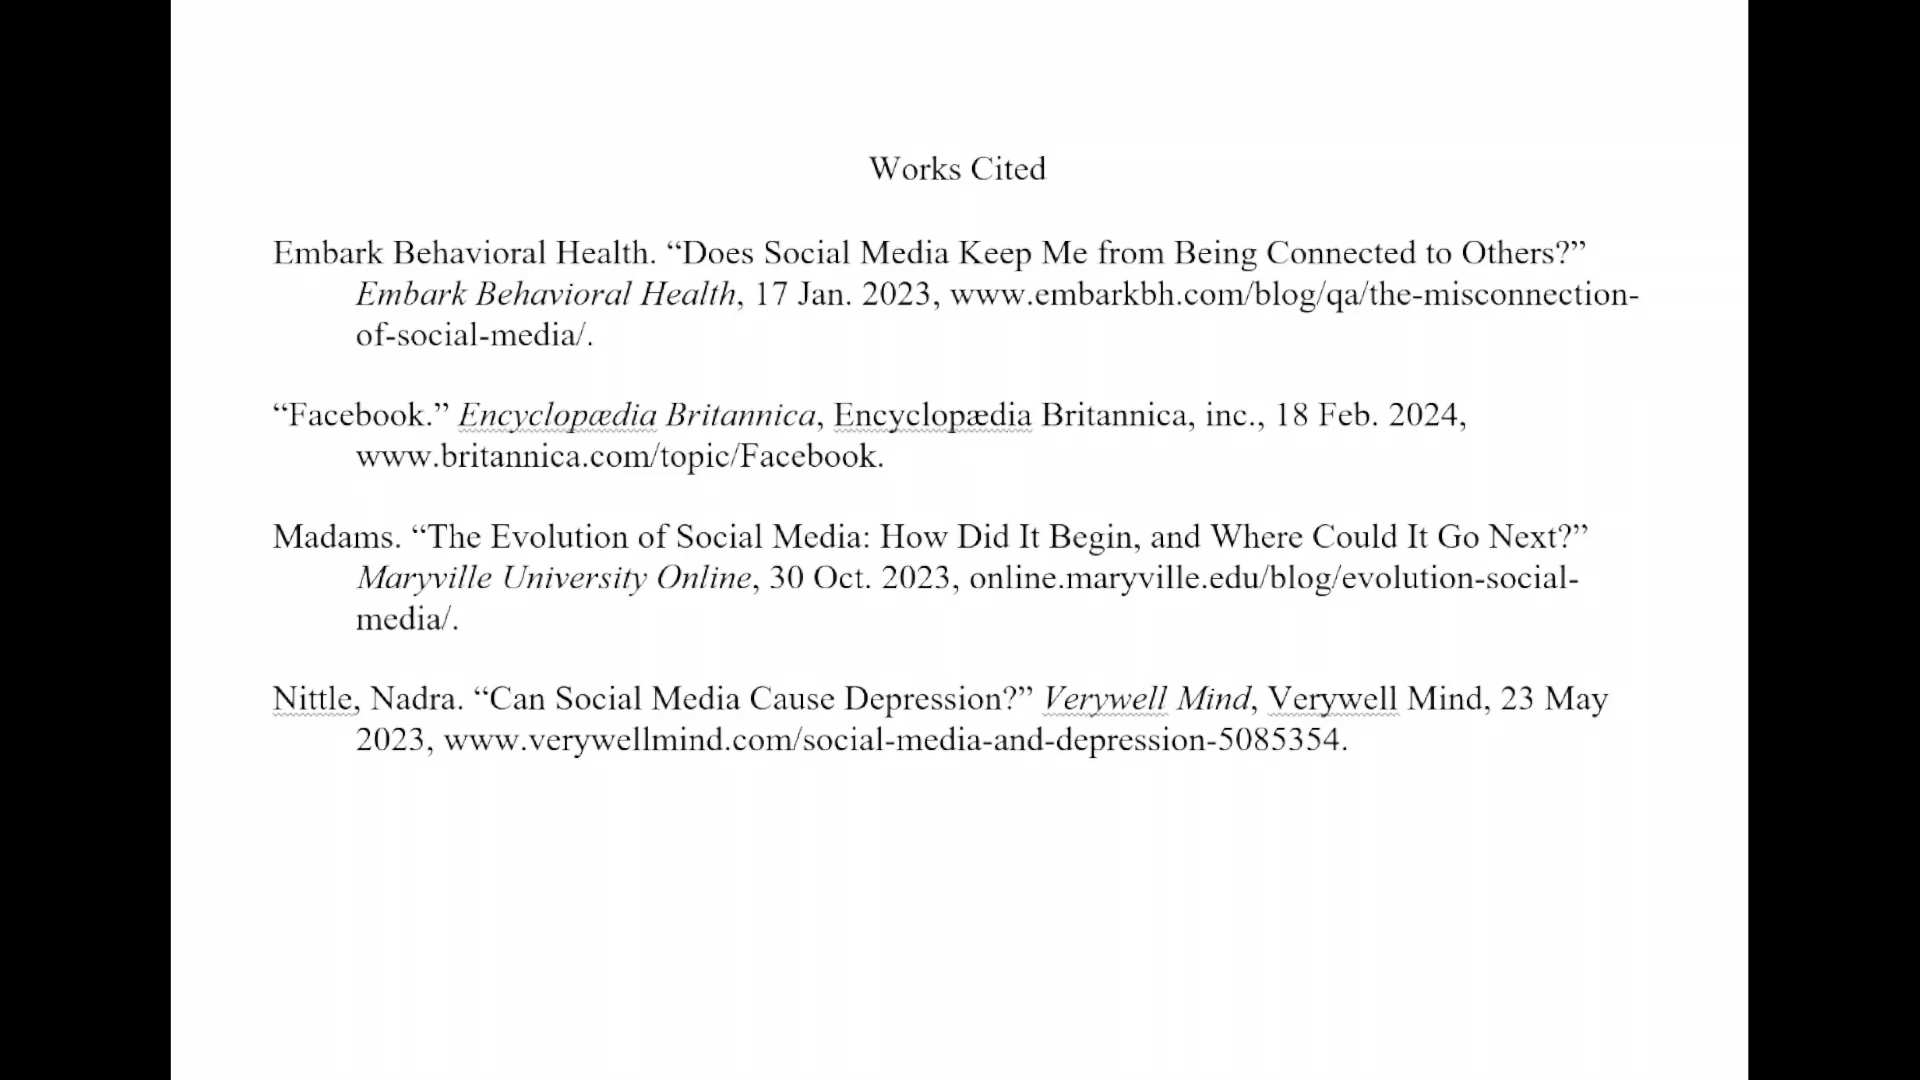 Works Cited
Embark Behavioral Health. “Does Social Media Keep Me from Being Connected to Others?”
Embark Behavioral Health, 17 Jan. 2023, www.embarkbh.com/blog/qa/the-misconnection-
of-social-media/.
“Facebook.” Encyclopædia Britannica, Encyclopædia Britannica, inc., 18 Feb. 2024,
www.britannica.com/topic/Facebook.
Madams. “The Evolution of Social Media: How Did It Begin, and Where Could It Go Next?”
Maryville University Online, 30 Oct. 2023, online.maryville.edu/blog/evolution-social-
media/.
Nittle, Nadra. “Can Social Media Cause Depression?” Verywell Mind, Verywell Mind, 23 May
2023, www.verywellmind.com/social-media-and-depression-5085354.